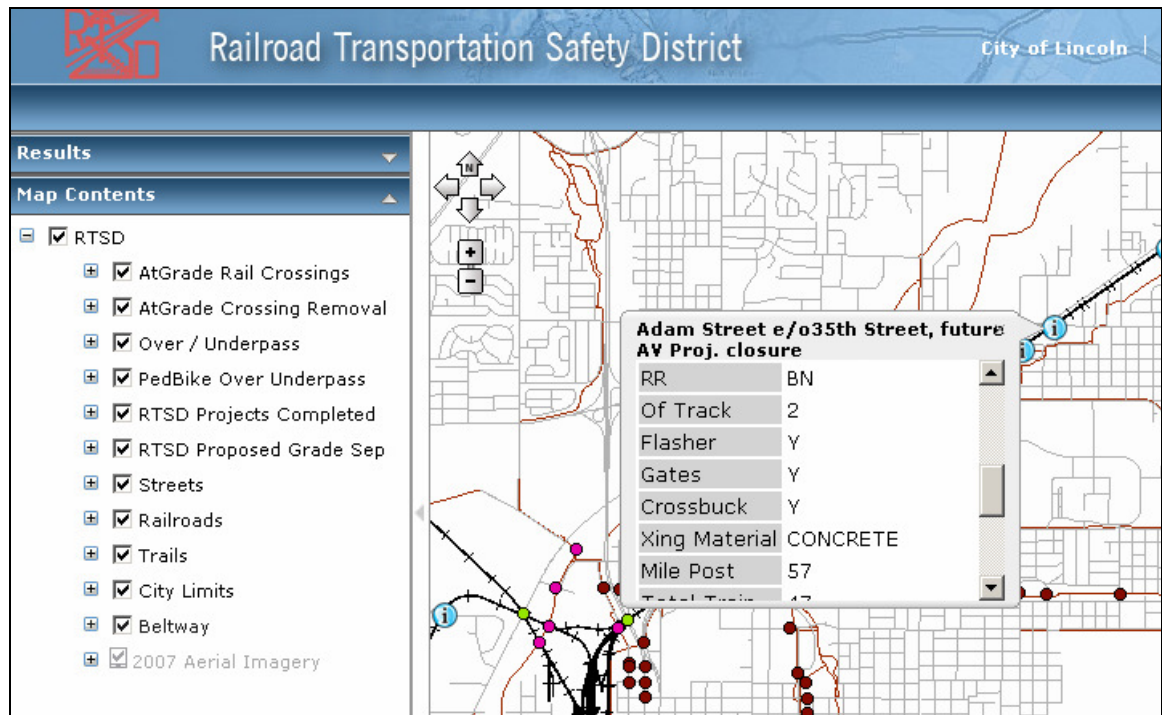 Railroad Transportation Safety District
City of Lincoln
Results
Map Contents
RTSD
AtGrade Rail Crossings
AtGrade Crossing Removal
Over / Underpass
PedBike Over Underpass
RTSD Projects Completed
RTSD Proposed Grade Sep
Streets
Railroads
Trails
City Limits
Beltway
2007 Aerial Imagery
N
Adam Street e/o35th Street, future
AV Proj. closure
RR BN
Of Track 2
Flasher Y
Gates Y
Crossbuck Y
Xing Material CONCRETE
Mile Post 57
Total Train 47